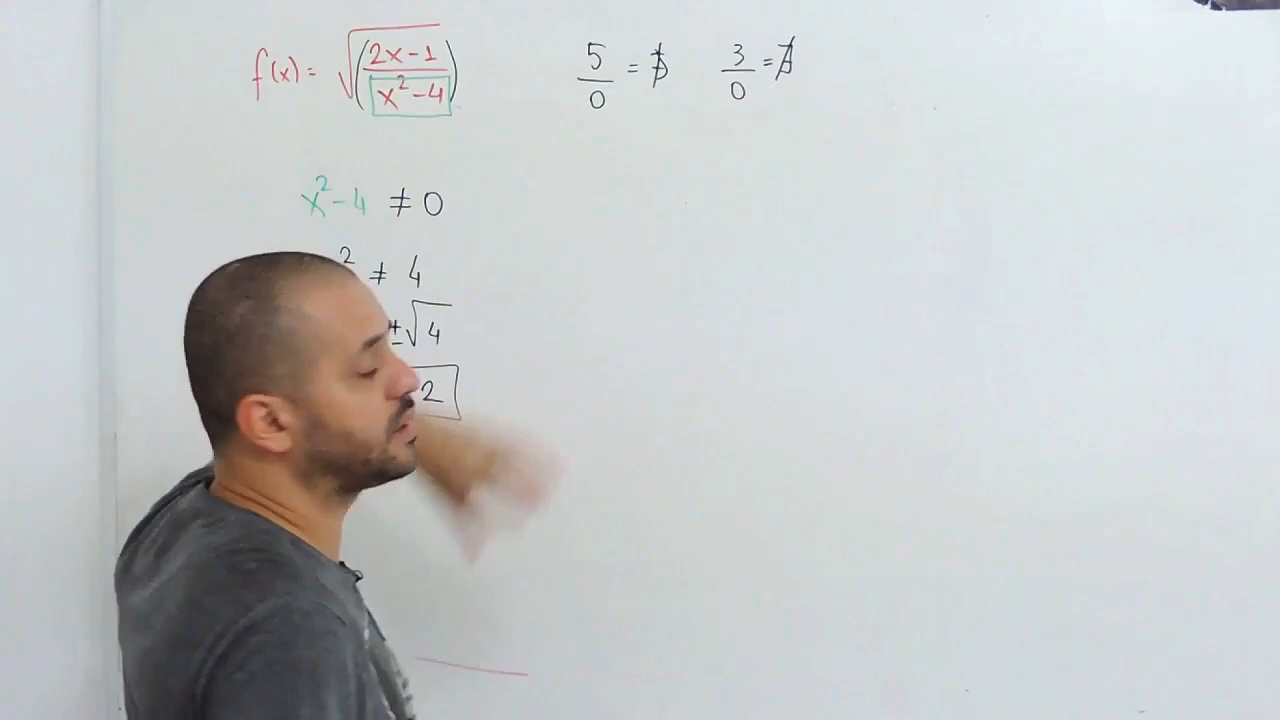 f(x) = √((2x-1)/(x²-4))
5/0 = ∄ 3/0 = ∄
x²-4 ≠ 0
² ≠ 4
±√4
2